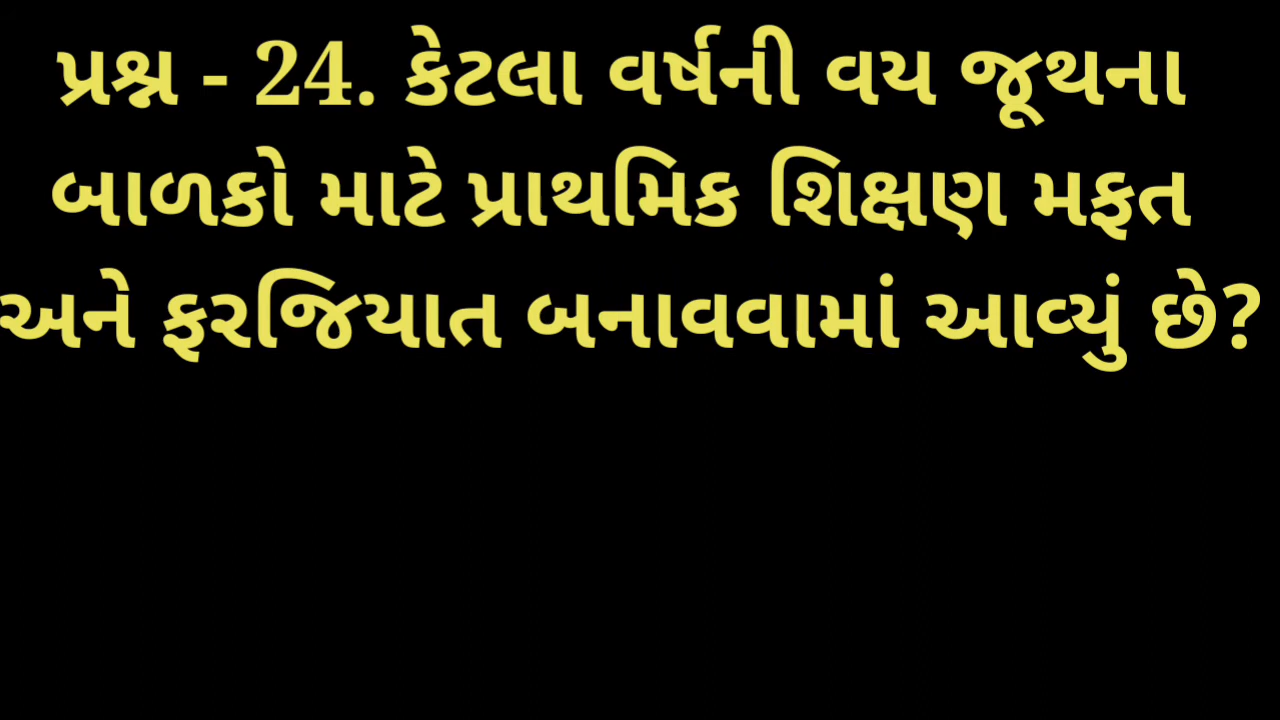 પ્રશ્ન - 24. કેટલા વર્ષની વય જૂથના
બાળકો માટે પ્રાથમિક શિક્ષણ મફત
અને ફરજિયાત બનાવવામાં આવ્યું છે?